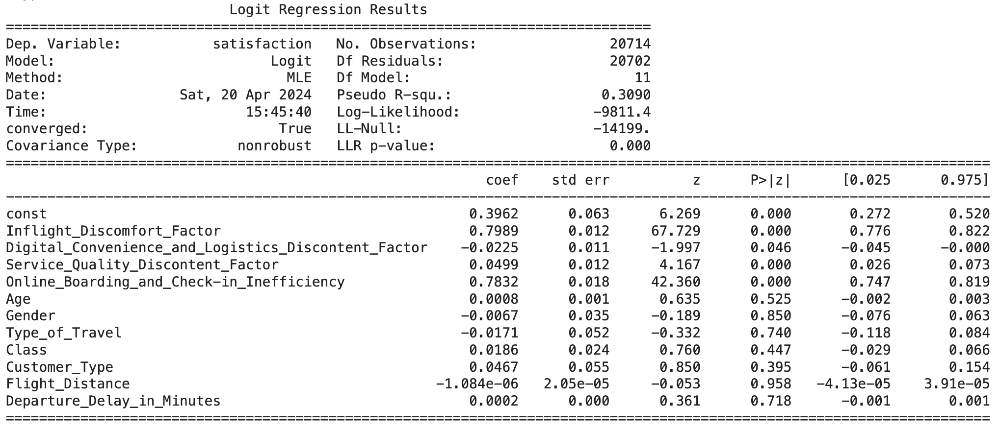 Logit Regression Results
==============================================================================
Dep. Variable: satisfaction No. Observations: 20714
Model: Logit Df Residuals: 20702
Method: MLE Df Model: 11
Date: Sat, 20 Apr 2024 Pseudo R-squ.: 0.3090
Time: 15:45:40 Log-Likelihood: -9811.4
converged: True LL-Null: -14199.
Covariance Type: nonrobust LLR p-value: 0.000
=======================================================================================================================
coef std err z P>|z| [0.025 0.975]
-----------------------------------------------------------------------------------------------------------------------
const 0.3962 0.063 6.269 0.000 0.272 0.520
Inflight_Discomfort_Factor 0.7989 0.012 67.729 0.000 0.776 0.822
Digital_Convenience_and_Logistics_Discontent_Factor -0.0225 0.011 -1.997 0.046 -0.045 -0.000
Service_Quality_Discontent_Factor 0.0499 0.012 4.167 0.000 0.026 0.073
Online_Boarding_and_Check-in_Inefficiency 0.7832 0.018 42.360 0.000 0.747 0.819
Age 0.0008 0.001 0.635 0.525 -0.002 0.003
Gender -0.0067 0.035 -0.189 0.850 -0.076 0.063
Type_of_Travel -0.0171 0.052 -0.332 0.740 -0.118 0.084
Class 0.0186 0.024 0.760 0.447 -0.029 0.066
Customer_Type 0.0467 0.055 0.850 0.395 -0.061 0.154
Flight_Distance -1.084e-06 2.05e-05 -0.053 0.958 -4.13e-05 3.91e-05
Departure_Delay_in_Minutes 0.0002 0.000 0.361 0.718 -0.001 0.001
=======================================================================================================================